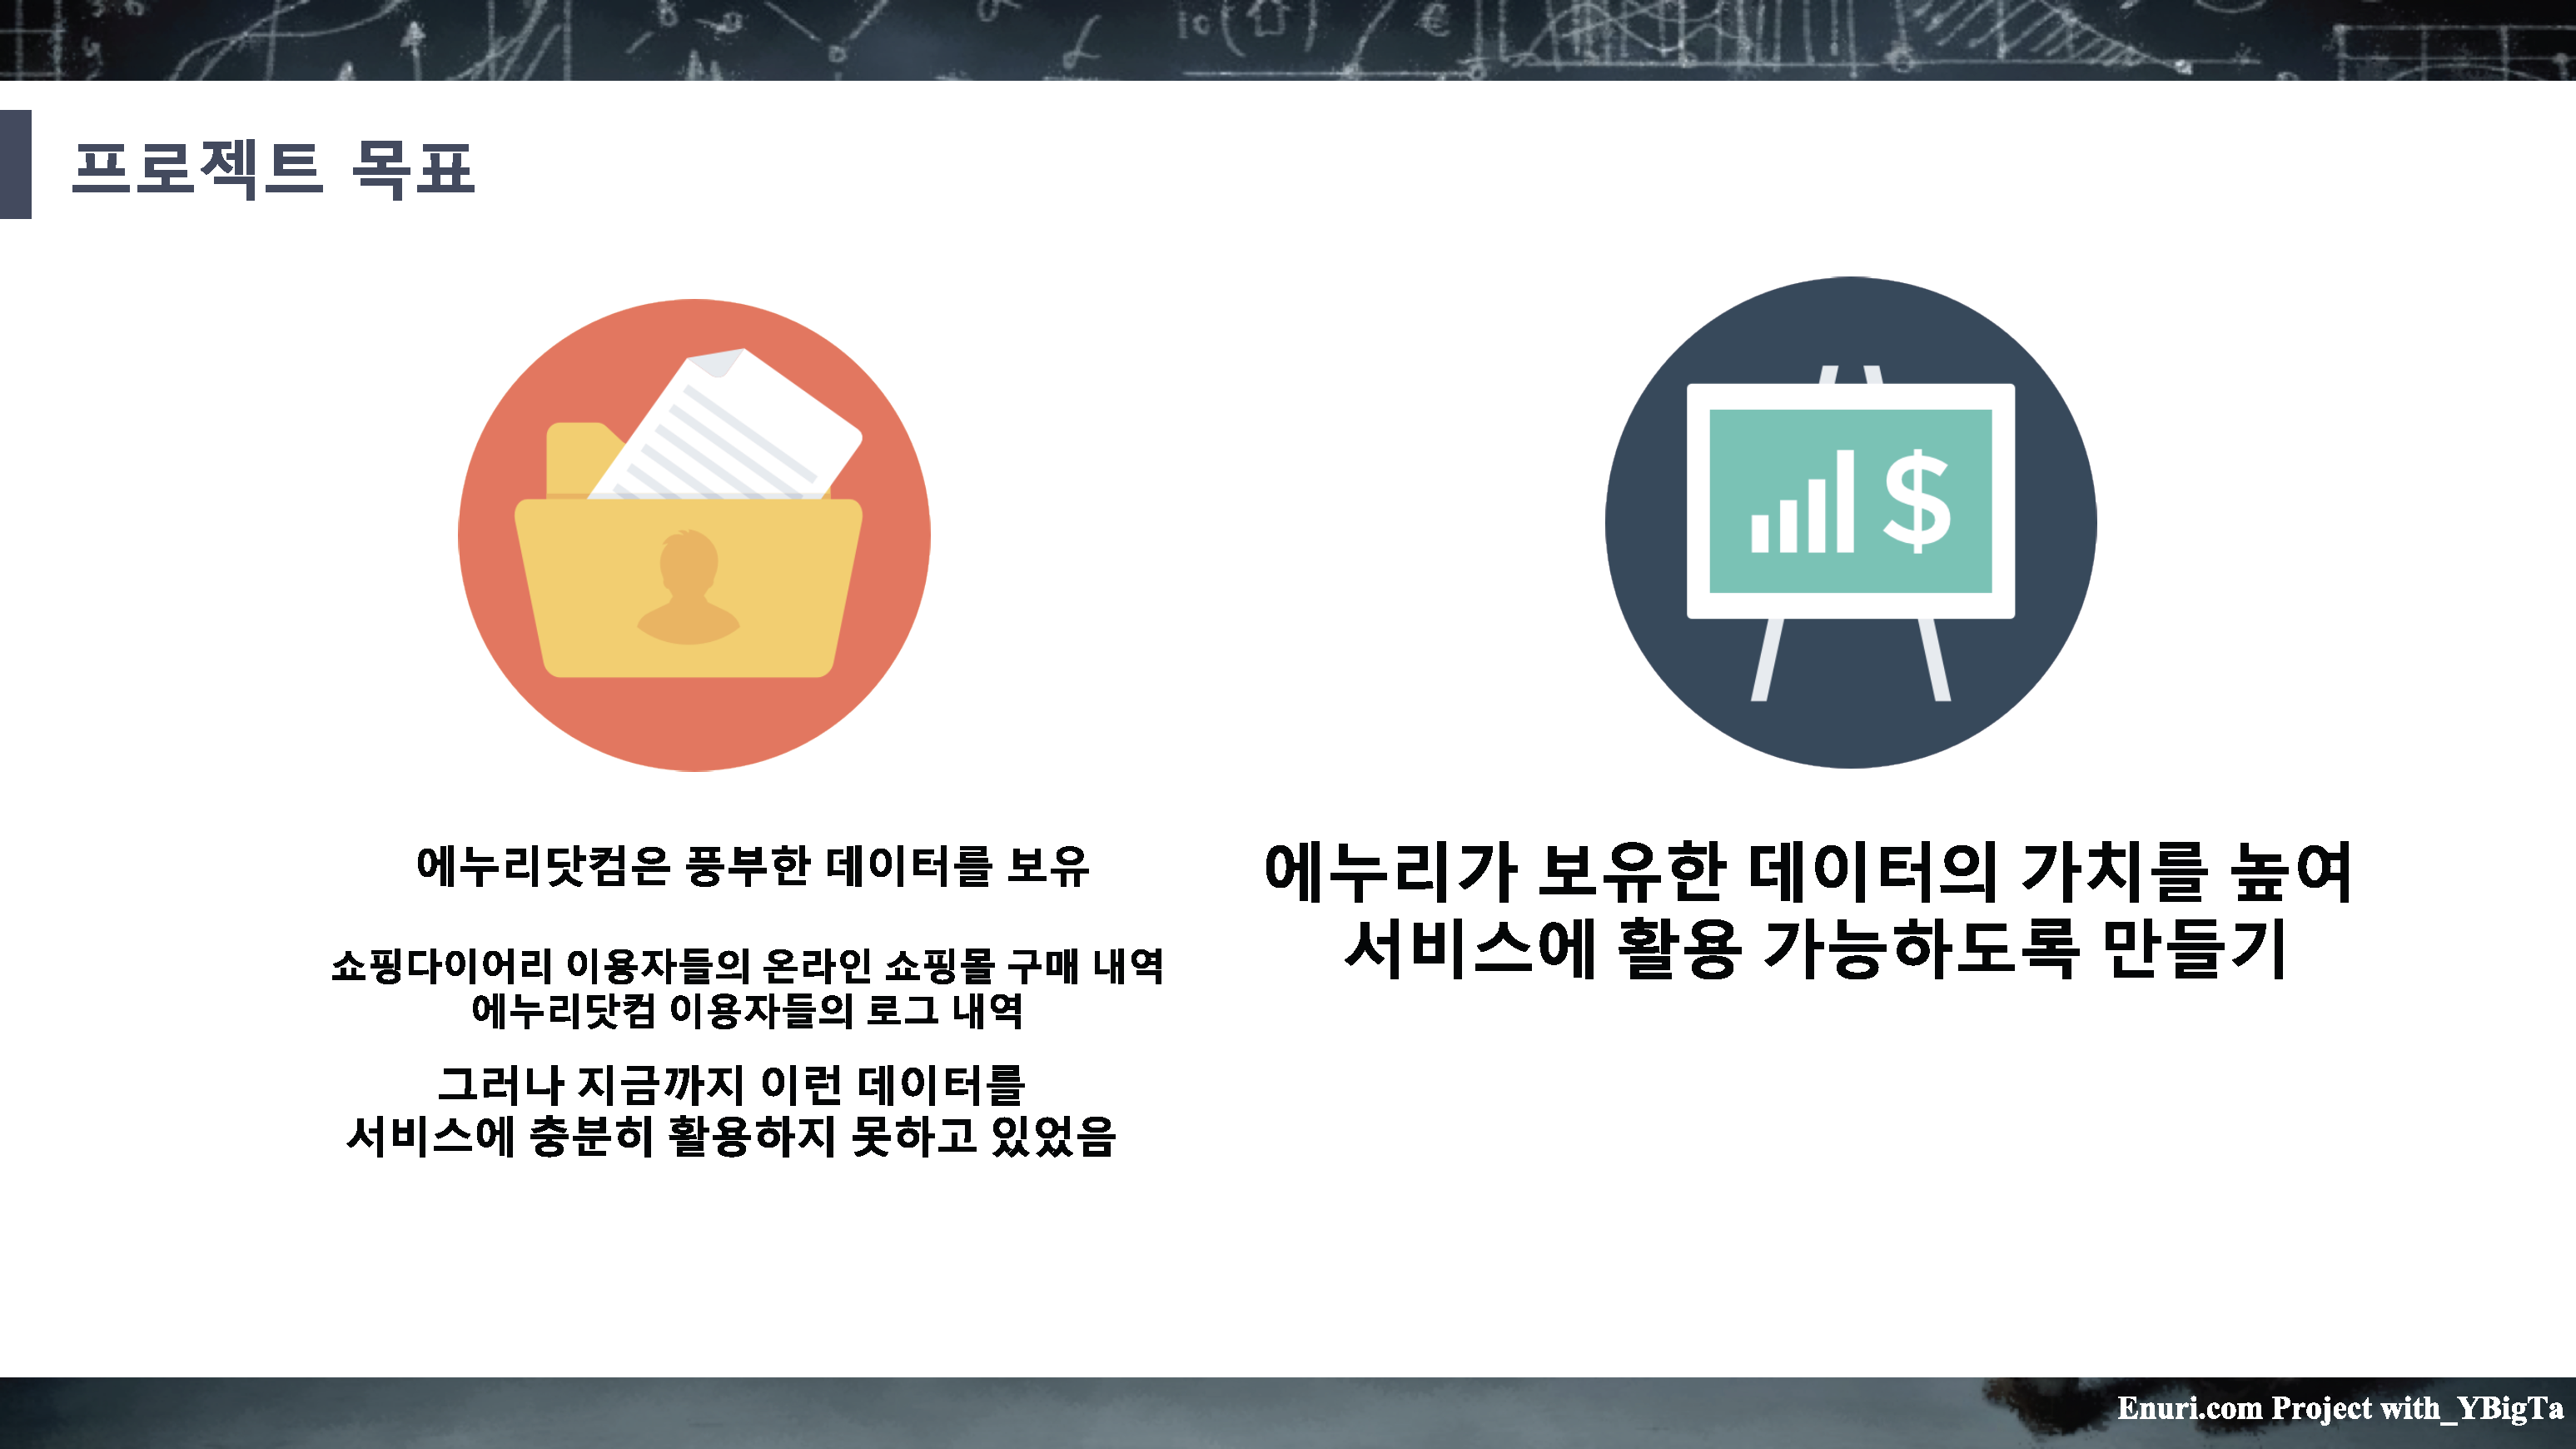 프로젝트 목표
에누리닷컴은 풍부한 데이터를 보유
쇼핑다이어리 이용자들의 온라인 쇼핑몰 구매 내역
에누리닷컴 이용자들의 로그 내역
그러나 지금까지 이런 데이터를
서비스에 충분히 활용하지 못하고 있었음
$
에누리가 보유한 데이터의 가치를 높여
서비스에 활용 가능하도록 만들기
Enuri.com Project with_YBigTa